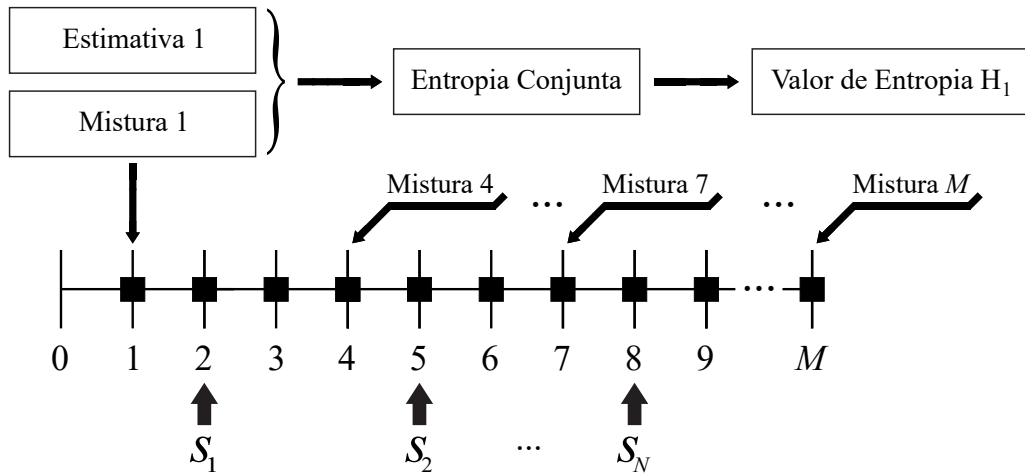 Estimativa 1
Entropia Conjunta
Valor de Entropia H₁
Mistura 1
Mistura 4
...
Mistura 7
...
Mistura M
...
0 1 2 3 4 5 6 7 8 9 M
S₁ S₂ ... S_N